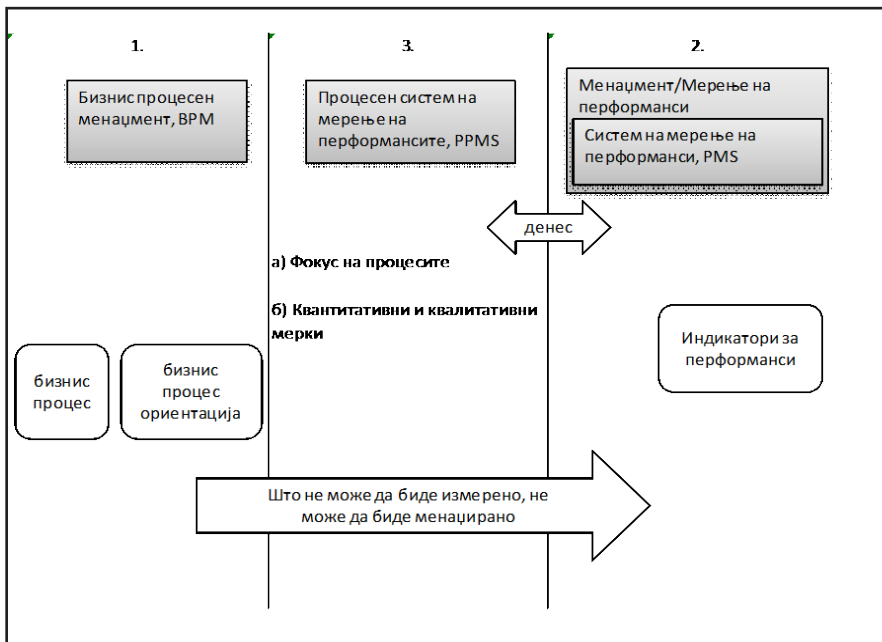 1.
Бизнис процесен
менаџмент, BPM
бизнис
процес
бизнис
процес
ориентација
3.
Процесен систем на
мерење на
перформансите, PPMS
а) Фокус на процесите
б) Квантитативни и квалитативни
мерки
2.
Менаџмент/Мерење на
перформанси
Систем на мерење на
перформанси, PMS
денес
Индикатори за
перформанси
Што не може да биде измерено, не
може да биде менаџирано